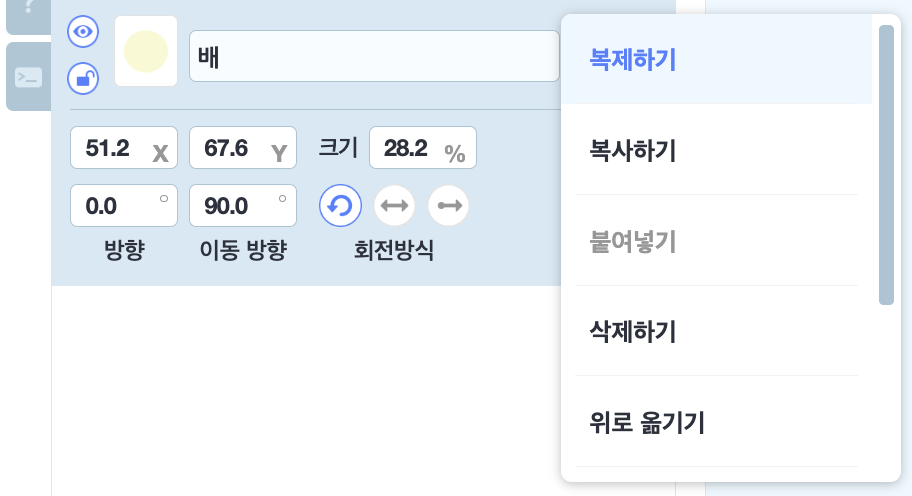 ?
>_
배
복제하기
51.2 X
67.6 Y
크기
28.2 %
복사하기
0.0 °
90.0 °
방향
이동 방향
회전방식
붙여넣기
삭제하기
위로 옮기기